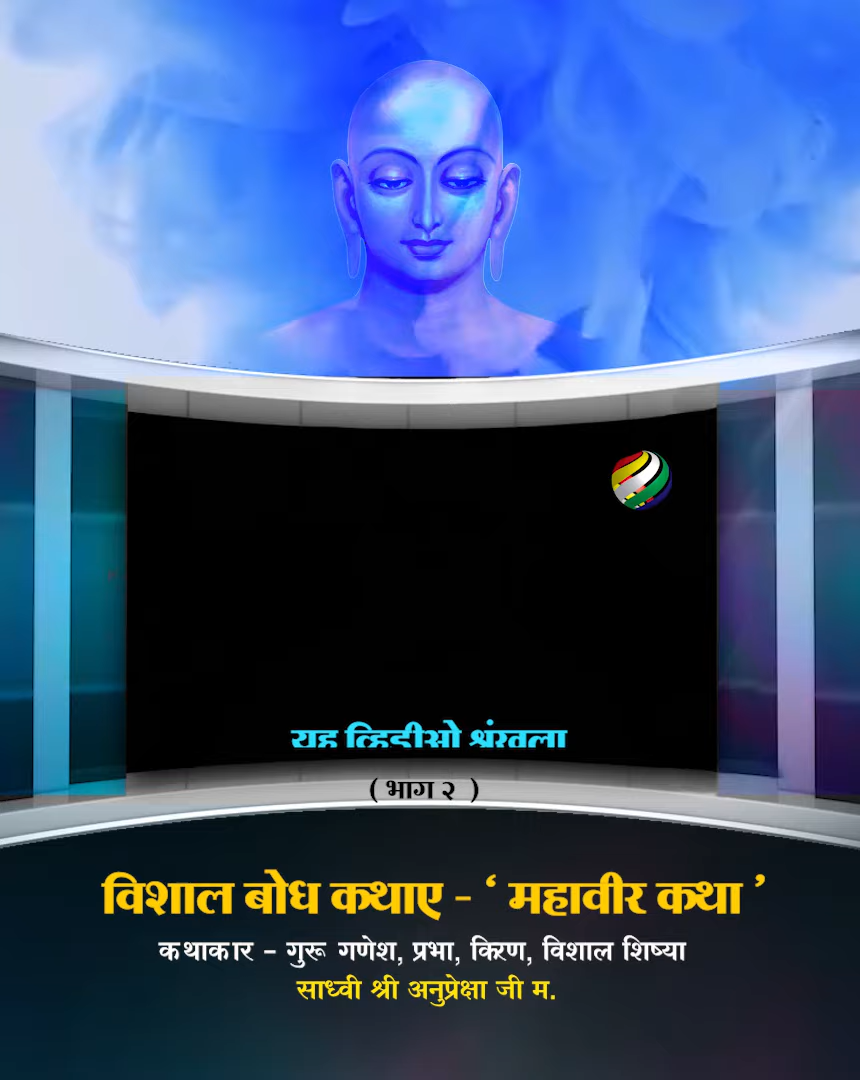 यह व्हिडीओ श्रंखला
( भाग २ )
विशाल बोध कथाए - ‘ महावीर कथा ’
कथाकार - गुरू गणेश, प्रभा, किरण, विशाल शिष्या
साध्वी श्री अनुप्रेक्षा जी म.